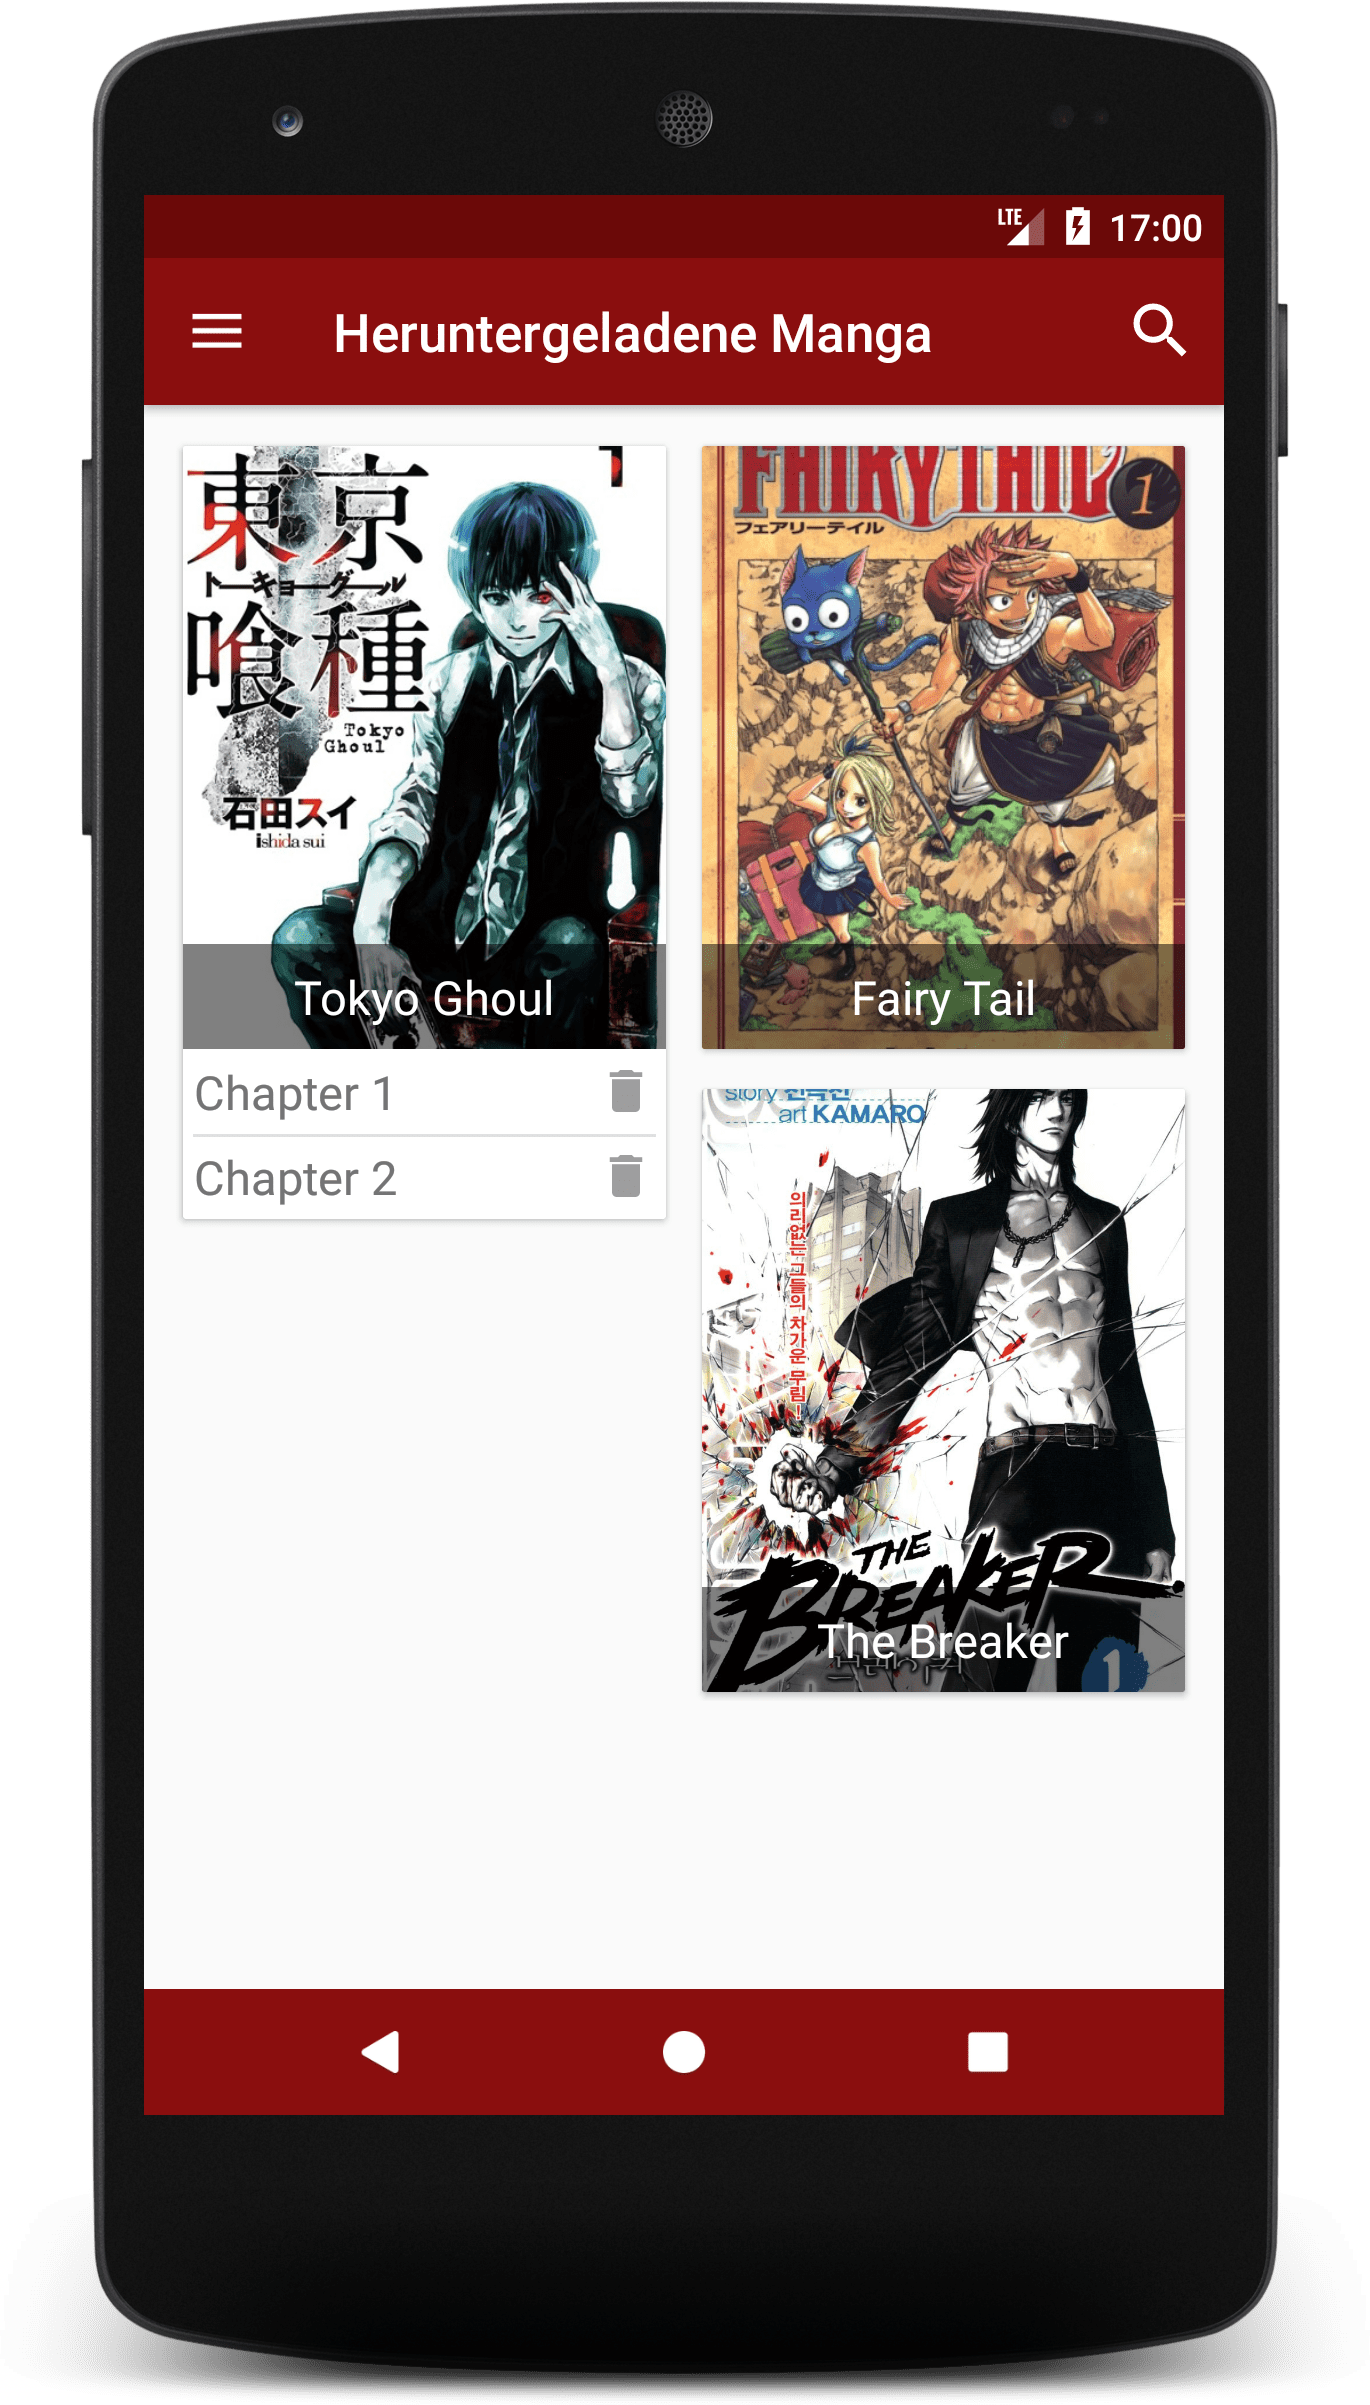 LTE 17:00
Heruntergeladene Manga
1
東京
トーキョーグール
喰種
Tokyo
Ghoul
石田スイ
ishida sui
Tokyo Ghoul
Chapter 1
Chapter 2
FAIRY TAIL
1
フェアリーテイル
Fairy Tail
story 전극진
art KAMARO
의리없는 그들의 차가운 무림!
THE
BREAKER
The Breaker
1